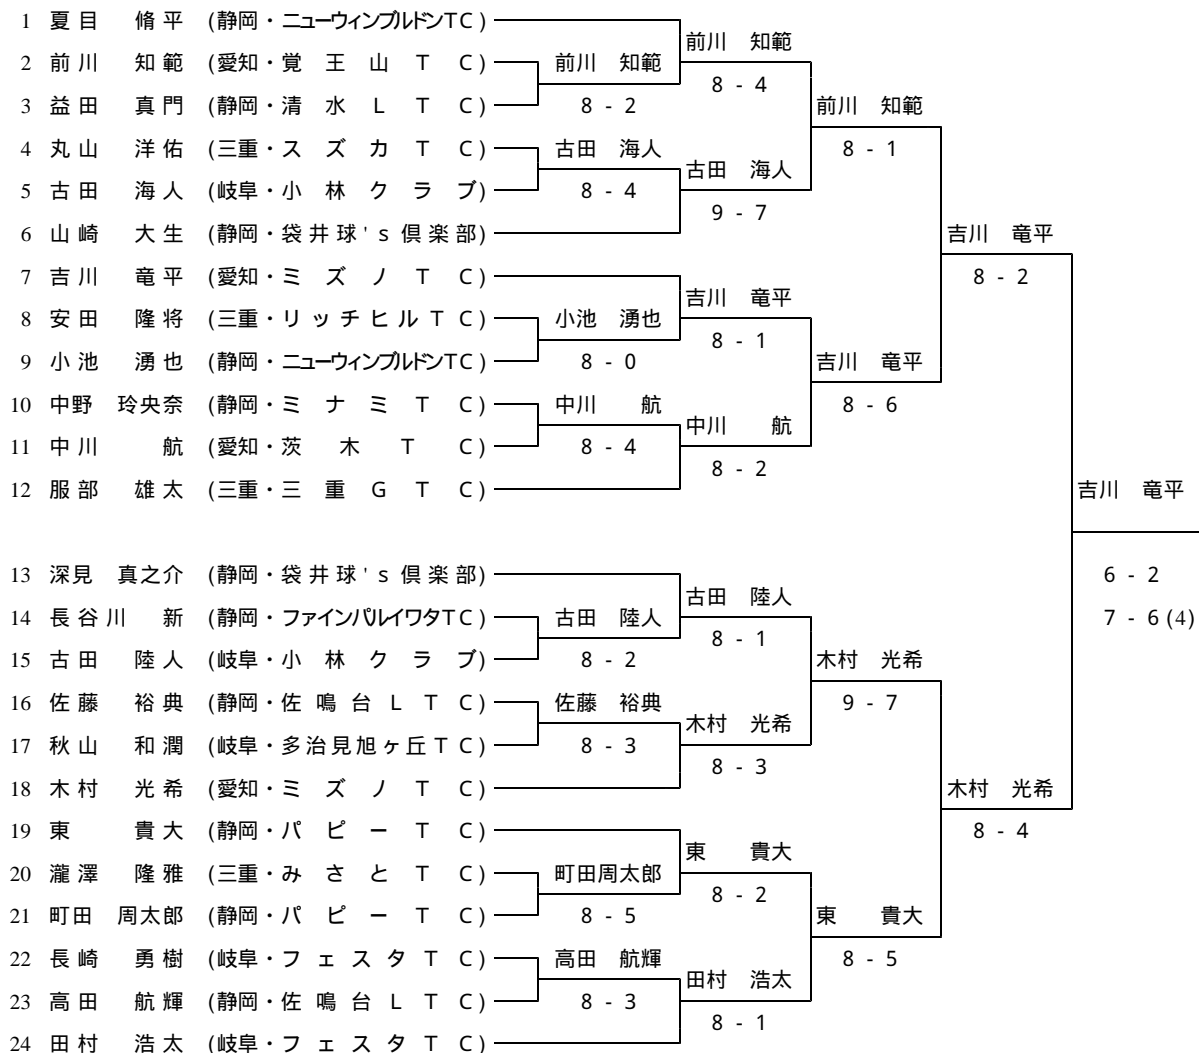 1 夏目 脩平 (静岡・ニューウィンブルドンTC)
前川 知範
2 前川 知範 (愛知・覚王山TC) 前川 知範
8 - 4
3 益田 真門 (静岡・清水LTC) 8 - 2 前川 知範
4 丸山 洋佑 (三重・スズカTC) 古田 海人 8 - 1
古田 海人
5 古田 海人 (岐阜・小林クラブ) 8 - 4
9 - 7
6 山崎 大生 (静岡・袋井球's倶楽部) 吉川 竜平
7 吉川 竜平 (愛知・ミズノTC) 8 - 2
吉川 竜平
8 安田 隆将 (三重・リッチヒルTC) 小池 湧也
8 - 1
9 小池 湧也 (静岡・ニューウィンブルドンTC) 8 - 0 吉川 竜平
10 中野 玲央奈 (静岡・ミナミTC) 中川 航 8 - 6
中川 航
11 中川 航 (愛知・茨木TC) 8 - 4
8 - 2
12 服部 雄太 (三重・三重GTC) 吉川 竜平
13 深見 真之介 (静岡・袋井球's倶楽部) 6 - 2
古田 陸人
14 長谷川 新 (静岡・ファインパルイワタTC) 古田 陸人 7 - 6 (4)
8 - 1
15 古田 陸人 (岐阜・小林クラブ) 8 - 2 木村 光希
16 佐藤 裕典 (静岡・佐鳴台LTC) 佐藤 裕典 9 - 7
木村 光希
17 秋山 和潤 (岐阜・多治見旭ヶ丘TC) 8 - 3
8 - 3
18 木村 光希 (愛知・ミズノTC) 木村 光希
19 東 貴大 (静岡・パピーTC) 8 - 4
東 貴大
20 瀧澤 隆雅 (三重・みさとTC) 町田周太郎
8 - 2
21 町田 周太郎 (静岡・パピーTC) 8 - 5 東 貴大
22 長崎 勇樹 (岐阜・フェスタTC) 高田 航輝 8 - 5
田村 浩太
23 高田 航輝 (静岡・佐鳴台LTC) 8 - 3
8 - 1
24 田村 浩太 (岐阜・フェスタTC)